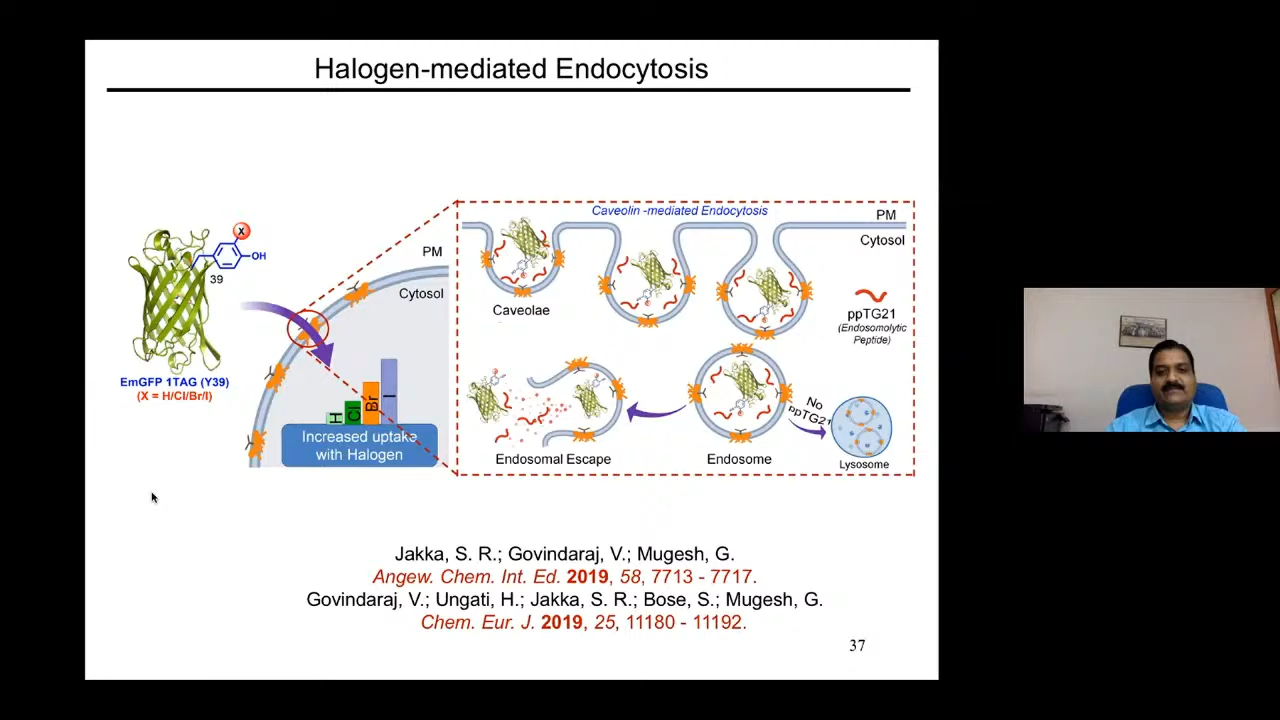 Halogen-mediated Endocytosis
X
OH
39
EmGFP 1TAG (Y39)
(X = H/Cl/Br/I)
PM
Cytosol
H
Cl
Br
I
Increased uptake
with Halogen
Caveolin -mediated Endocytosis
PM
Cytosol
Caveolae
ppTG21
(Endosomolytic
Peptide)
No
ppTG21
Endosomal Escape
Endosome
Lysosome
Jakka, S. R.; Govindaraj, V.; Mugesh, G.
Angew. Chem. Int. Ed. 2019, 58, 7713 - 7717.
Govindaraj, V.; Ungati, H.; Jakka, S. R.; Bose, S.; Mugesh, G.
Chem. Eur. J. 2019, 25, 11180 - 11192.
37